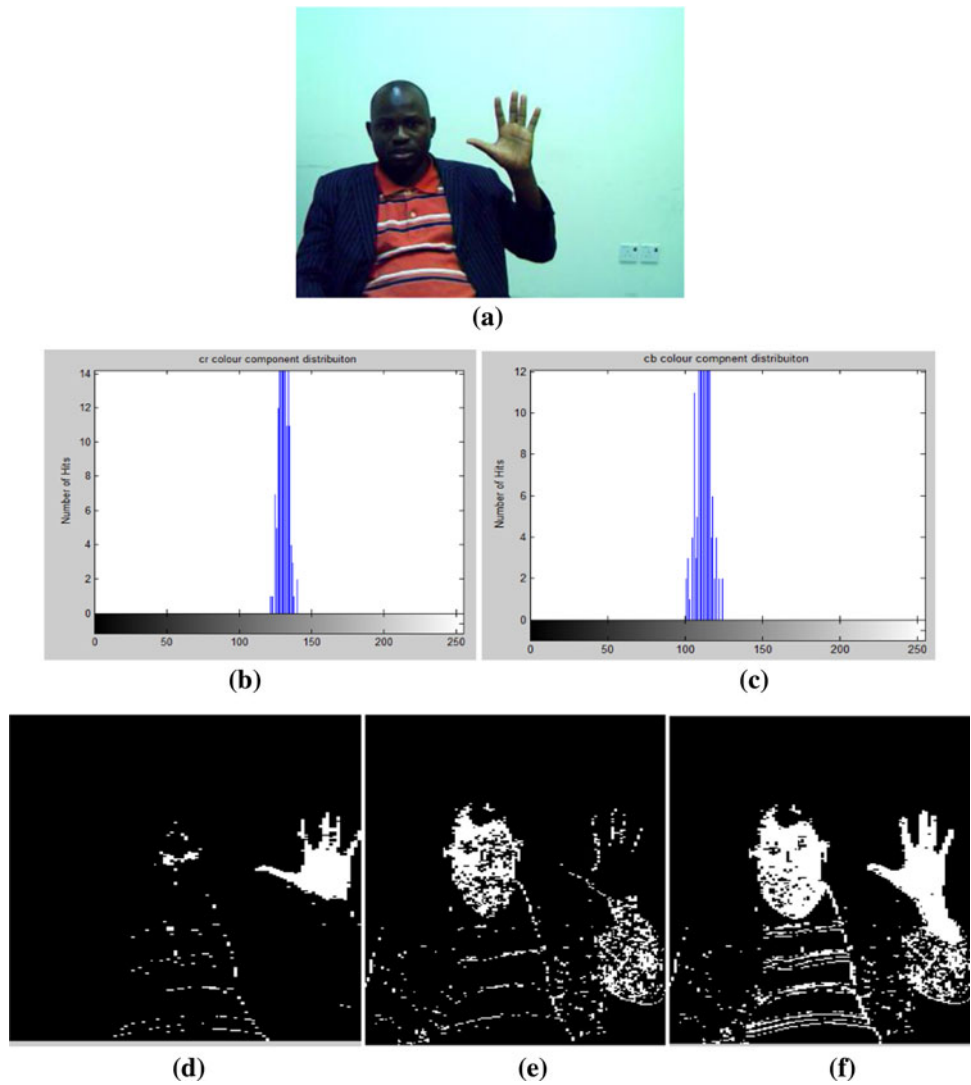 (a)
cr colour component distribuiton
Number of Hits
14
12
10
8
6
4
2
0
0 50 100 150 200 250
(b)
cb colour compnent distribuiton
Number of Hits
12
10
8
6
4
2
0
0 50 100 150 200 250
(c)
(d) (e) (f)